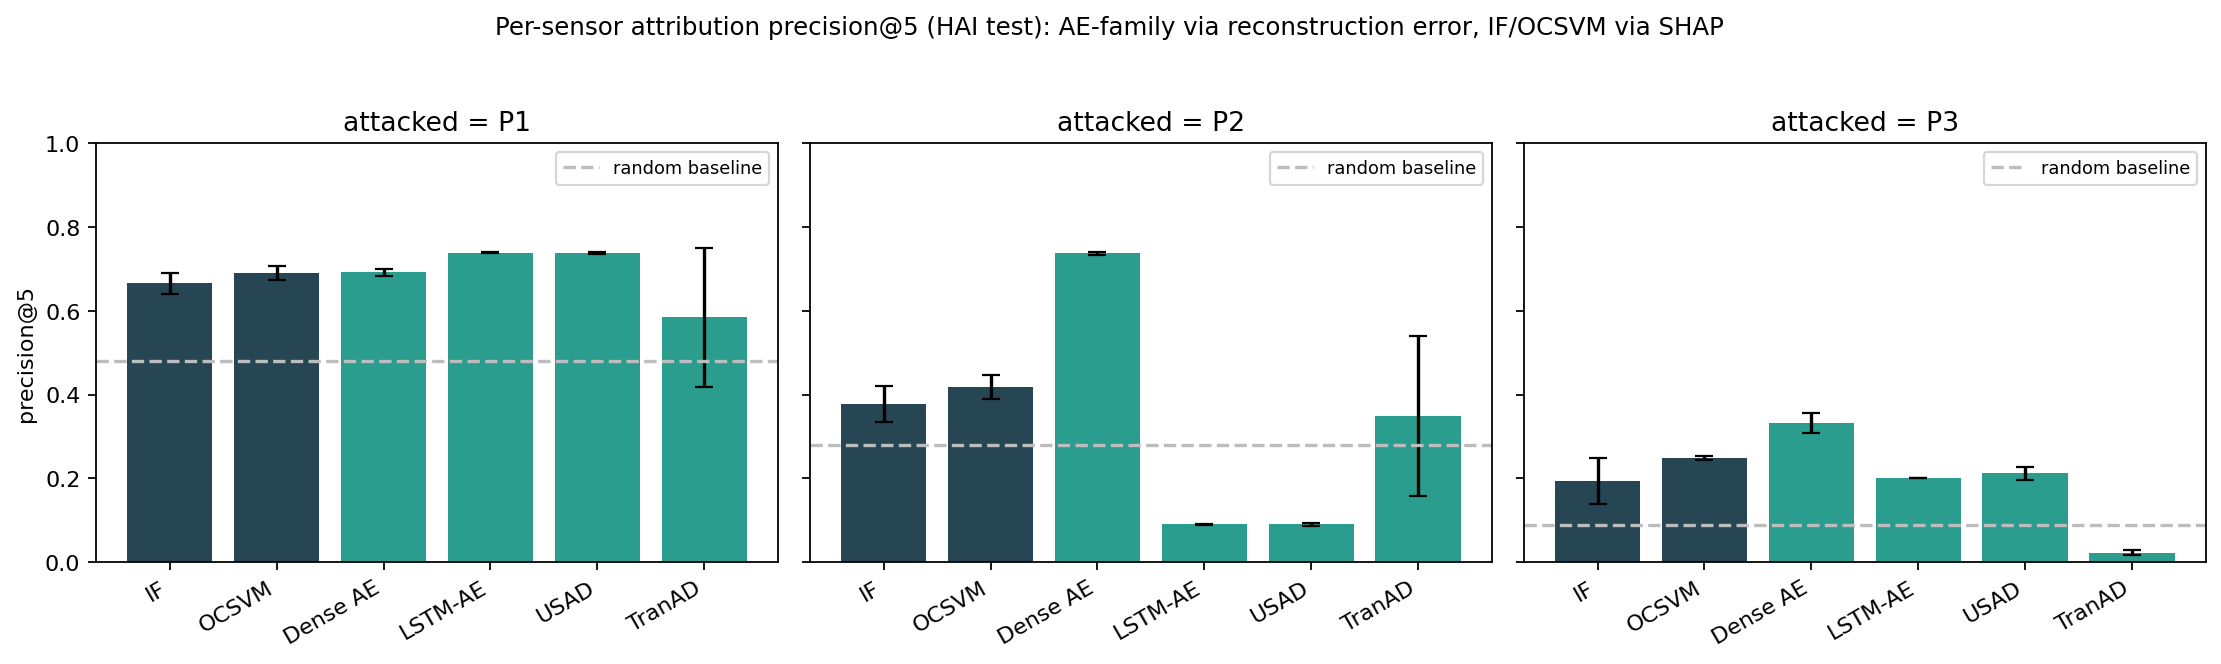 Per-sensor attribution precision@5 (HAI test): AE-family via reconstruction error, IF/OCSVM via SHAP
attacked = P1
attacked = P2
attacked = P3
precision@5
1.0
0.8
0.6
0.4
0.2
0.0
random baseline
random baseline
random baseline
IF
OCSVM
Dense AE
LSTM-AE
USAD
TranAD
IF
OCSVM
Dense AE
LSTM-AE
USAD
TranAD
IF
OCSVM
Dense AE
LSTM-AE
USAD
TranAD